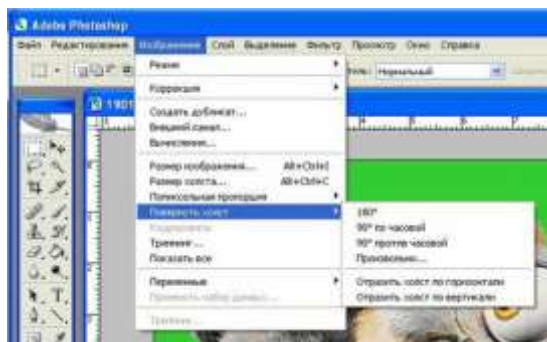 Adobe Photoshop
Файл Редактирование Изображение Слой Выделение Фильтр Просмотр Окно Справка
Режим
Нормальный
Коррекция
1901
Создать дубликат...
Внешний канал...
Вычисления...
Размер изображения... Alt+Ctrl+I
Размер холста... Alt+Ctrl+C
Попиксельная пропорция
Повернуть холст
180°
Кадрировать
90° по часовой
Тримминг...
90° против часовой
Показать все
Произвольно...
Переменные
Отразить холст по горизонтали
Применить набор данных...
Отразить холст по вертикали